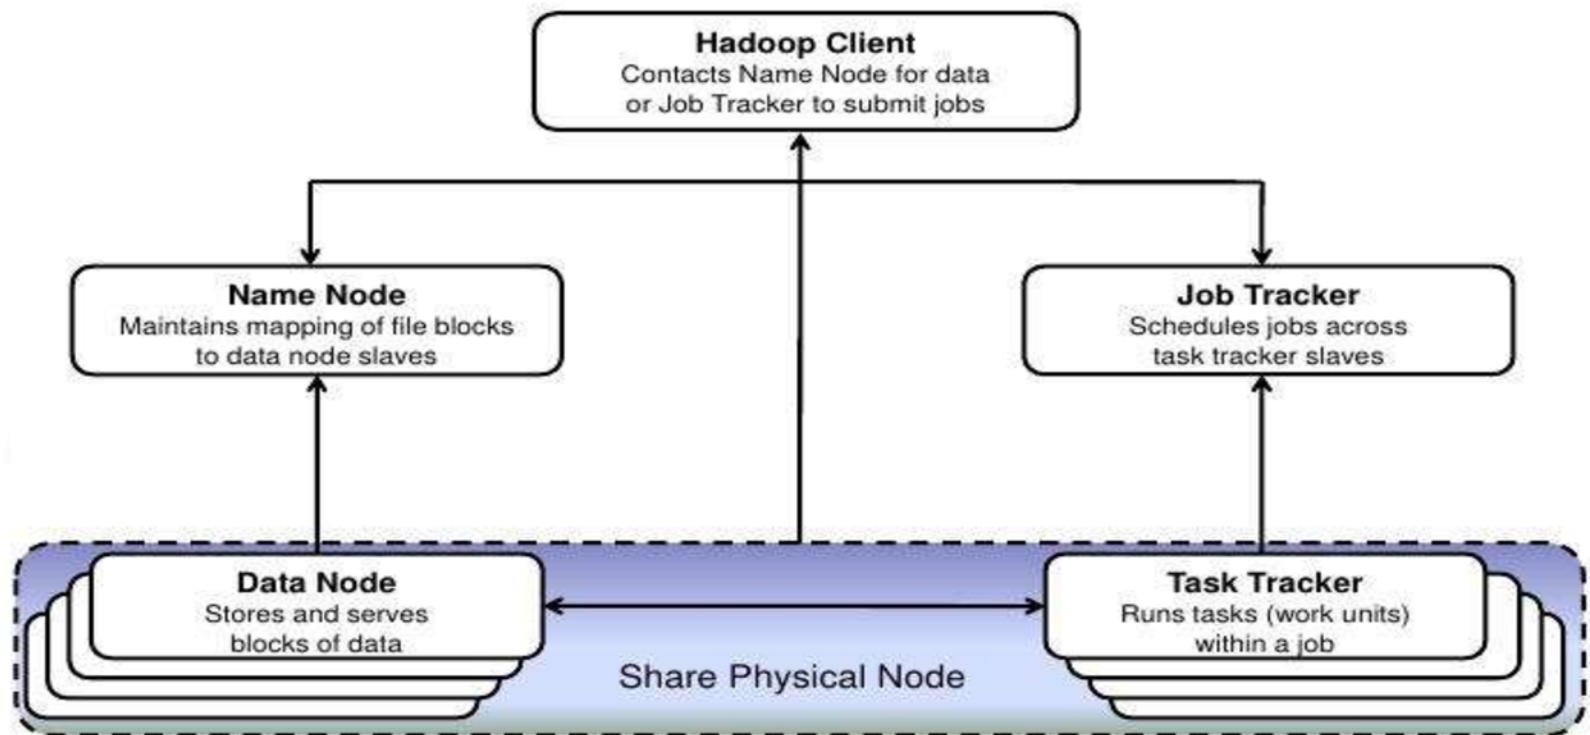 Hadoop Client
Contacts Name Node for data
or Job Tracker to submit jobs
Name Node
Maintains mapping of file blocks
to data node slaves
Job Tracker
Schedules jobs across
task tracker slaves
Data Node
Stores and serves
blocks of data
Task Tracker
Runs tasks (work units)
within a job
Share Physical Node